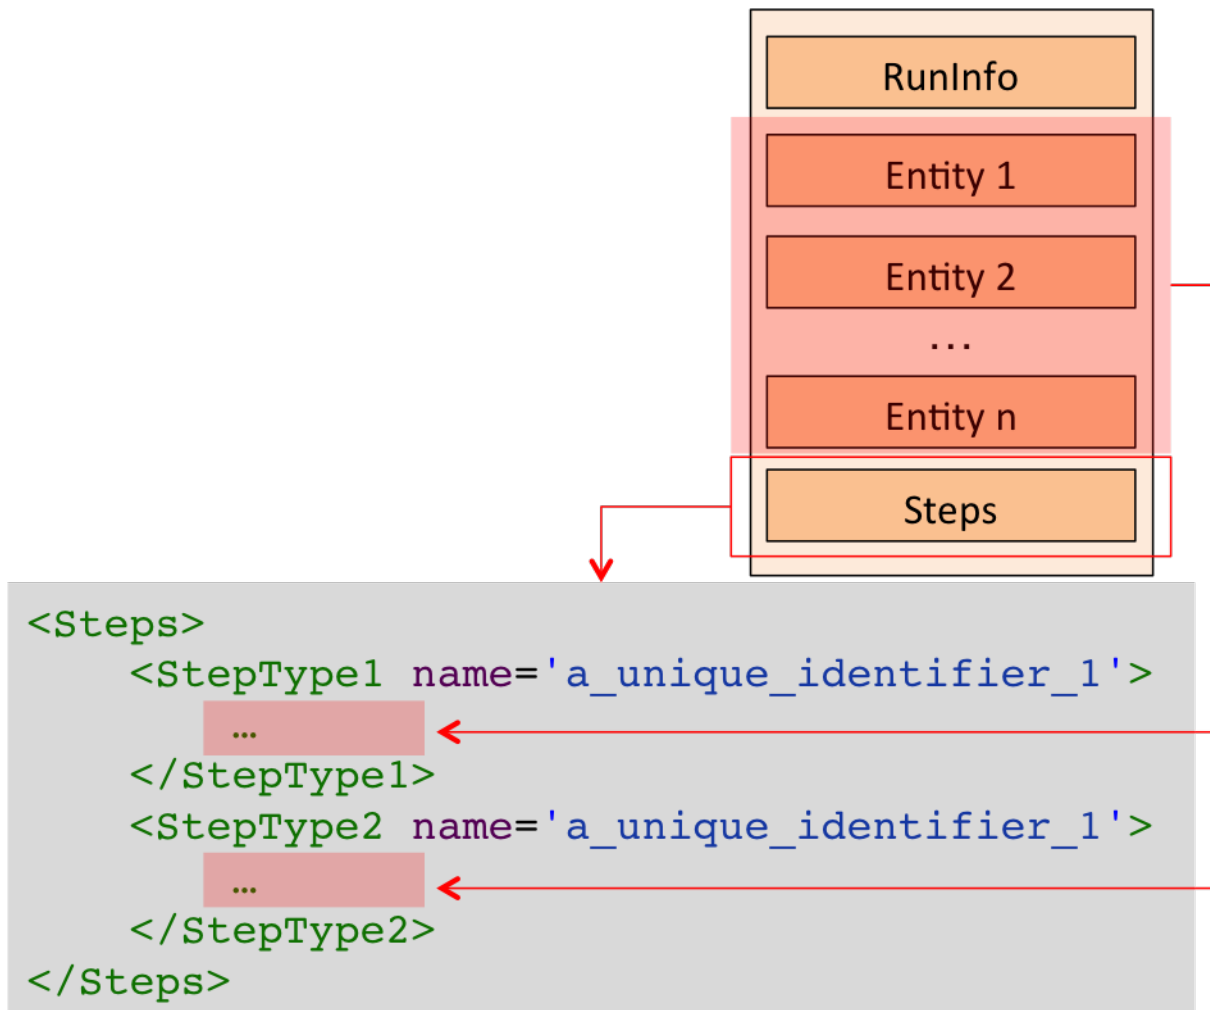 RunInfo
Entity 1
Entity 2
...
Entity n
Steps
<Steps>
<StepType1 name='a_unique_identifier_1'>
…
</StepType1>
<StepType2 name='a_unique_identifier_1'>
…
</StepType2>
</Steps>